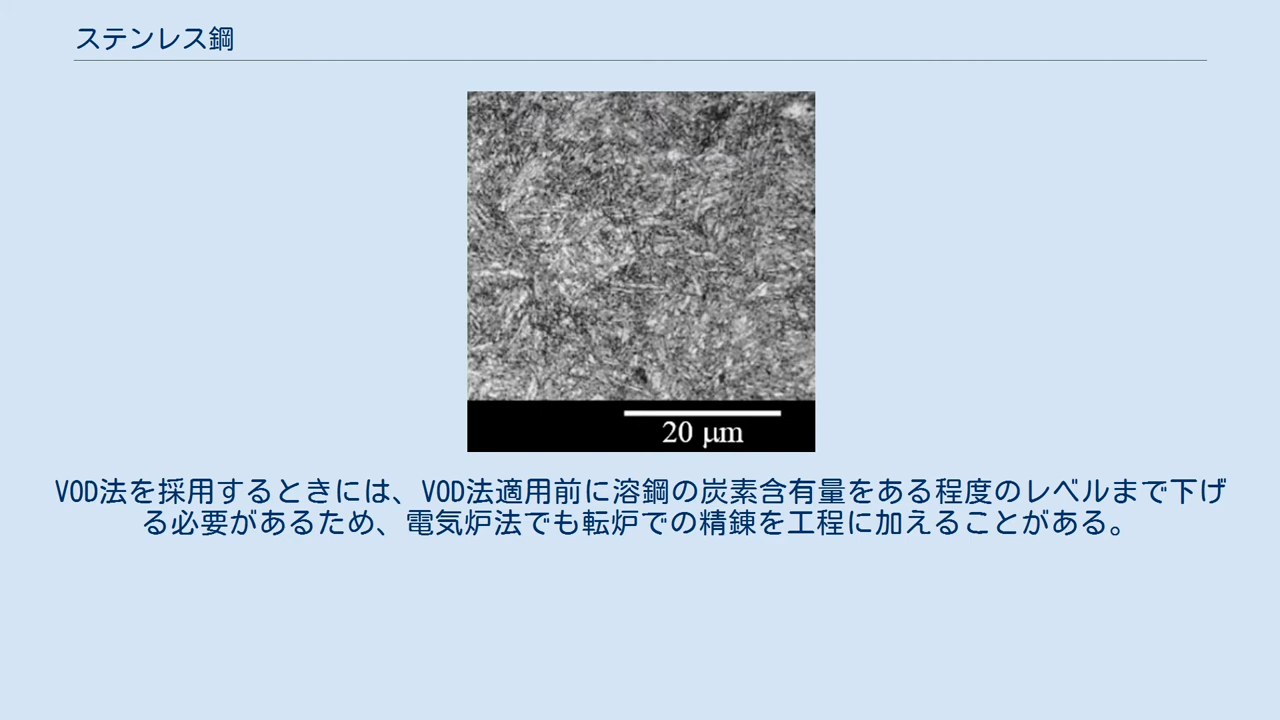 ステンレス鋼
20 μm
VOD法を採用するときには、VOD法適用前に溶鋼の炭素含有量をある程度のレベルまで下げ
る必要があるため、電気炉法でも転炉での精錬を工程に加えることがある。